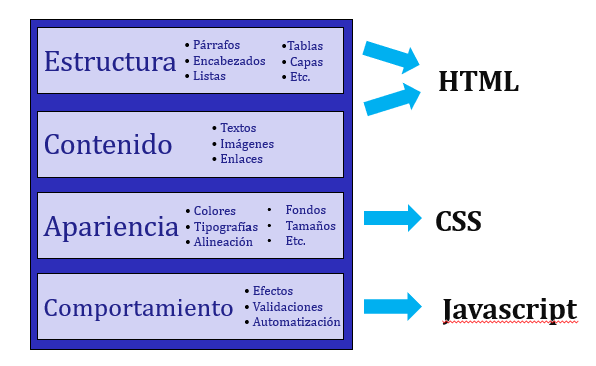 Estructura
• Párrafos
• Encabezados
• Listas
•Tablas
• Capas
• Etc.
HTML
Contenido
• Textos
• Imágenes
• Enlaces
Apariencia
• Colores
• Tipografías
• Alineación
• Fondos
• Tamaños
• Etc.
CSS
Comportamiento
• Efectos
• Validaciones
• Automatización
Javascript